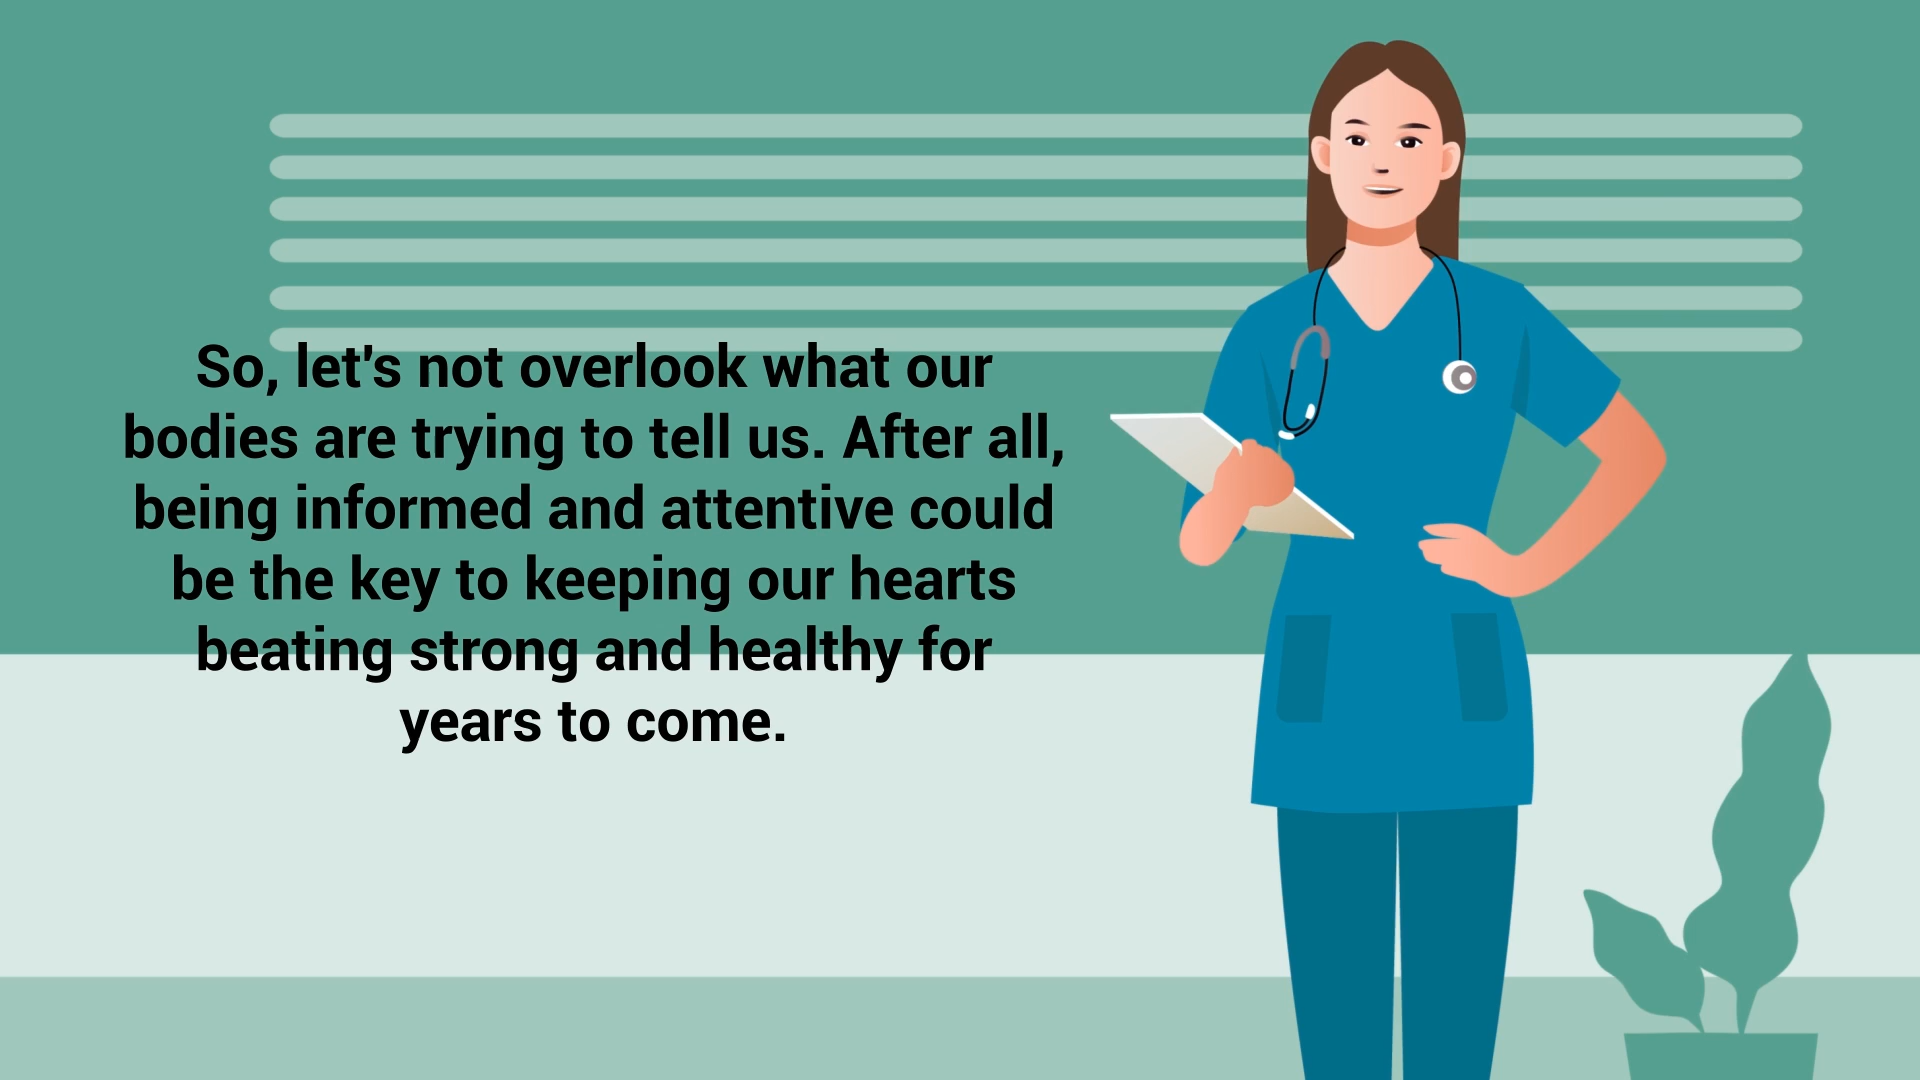 So, let's not overlook what our
bodies are trying to tell us. After all,
being informed and attentive could
be the key to keeping our hearts
beating strong and healthy for
years to come.